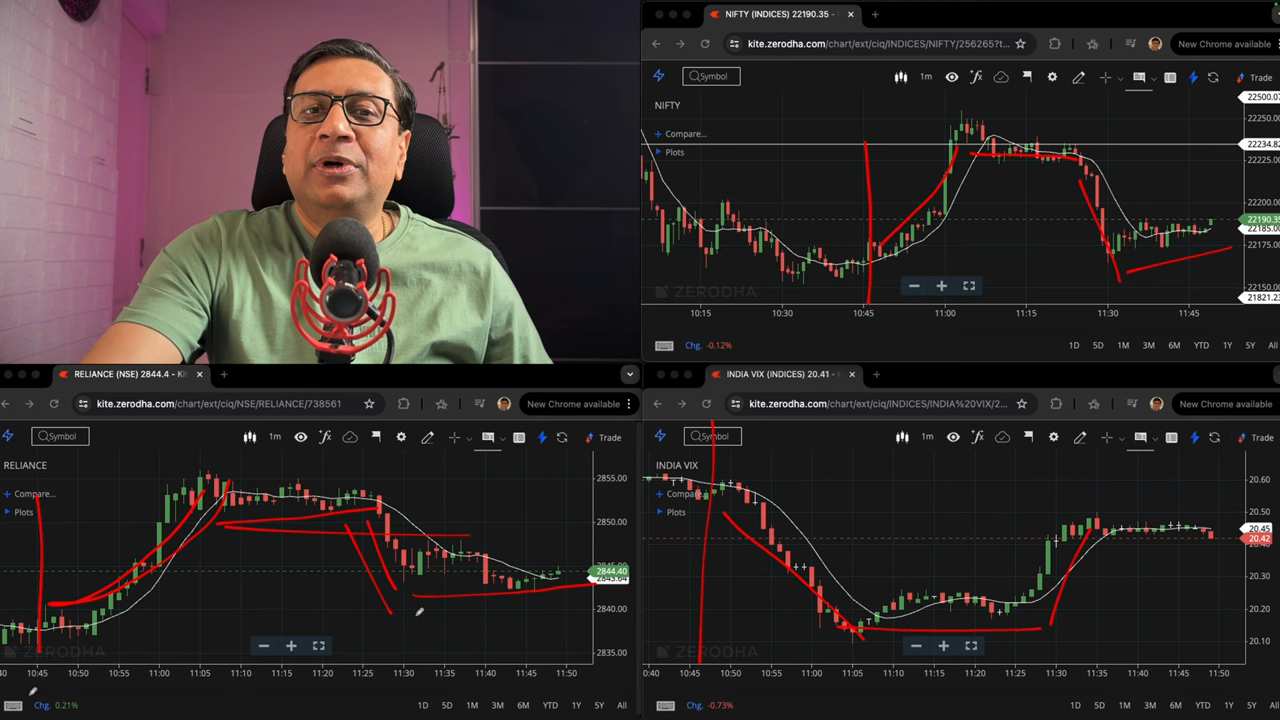 NIFTY (INDICES) 22190.35 -
kite.zerodha.com/chart/ext/ciq/INDICES/NIFTY/256265?t...
New Chrome available
Symbol
1m
Trade
NIFTY
Compare...
Plots
22500.07
22250.00
22234.82
22225.00
22200.00
22190.35
22185.00
22175.00
22150.00
21821.23
ZERODHA
10:15 10:30 10:45 11:00 11:15 11:30 11:45
Chg. -0.12%
1D 5D 1M 3M 6M YTD 1Y 5Y All
RELIANCE (NSE) 2844.4 - Ki
kite.zerodha.com/chart/ext/ciq/NSE/RELIANCE/738561
New Chrome available
Symbol
1m
Trade
RELIANCE
Compare...
Plots
2855.00
2850.00
2844.40
2840.00
2835.00
ZERODHA
10:45 10:50 10:55 11:00 11:05 11:10 11:15 11:20 11:25 11:30 11:35 11:40 11:45 11:50
Chg. 0.21%
1D 5D 1M 3M 6M YTD 1Y 5Y All
INDIA VIX (INDICES) 20.41 -
kite.zerodha.com/chart/ext/ciq/INDICES/INDIA%20VIX/2...
New Chrome available
Symbol
1m
Trade
INDIA VIX
Compare
Plots
20.60
20.50
20.45
20.42
20.30
20.20
20.10
ZERODHA
10:45 10:50 10:55 11:00 11:05 11:10 11:15 11:20 11:25 11:30 11:35 11:40 11:45 11:50
Chg. -0.73%
1D 5D 1M 3M 6M YTD 1Y 5Y All